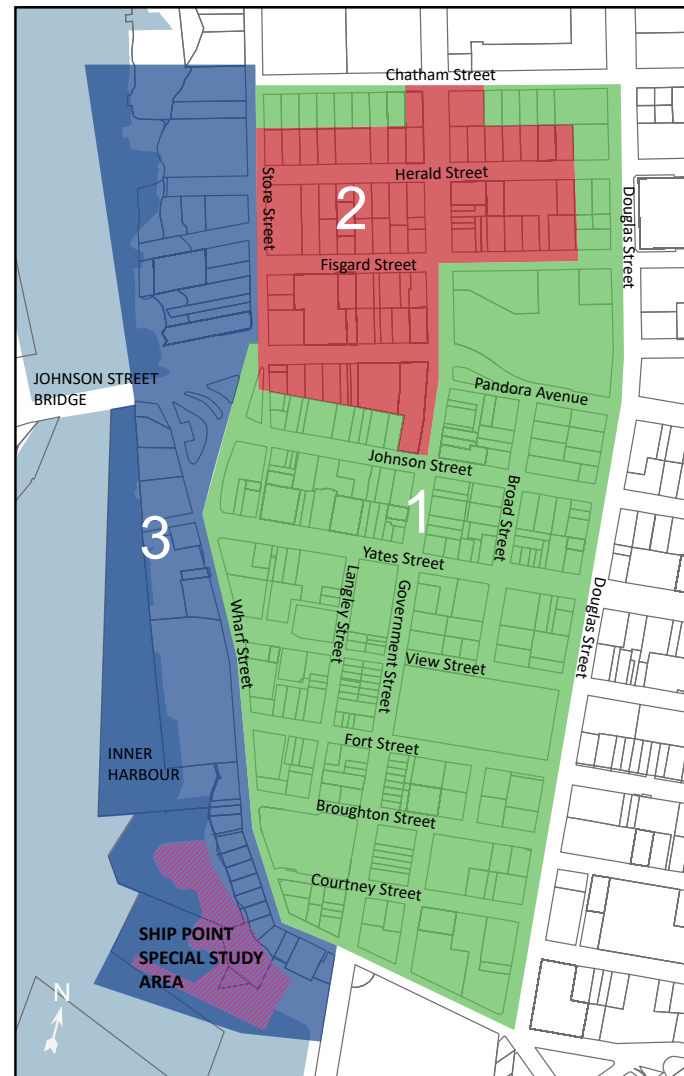 Chatham Street
Herald Street
Store Street
2
Douglas Street
Fisgard Street
JOHNSON STREET
BRIDGE
Pandora Avenue
Johnson Street
1
Broad Street
3
Yates Street
Langley Street
Government Street
Douglas Street
Wharf Street
View Street
Fort Street
INNER
HARBOUR
Broughton Street
Courtney Street
SHIP POINT
SPECIAL STUDY
AREA
N